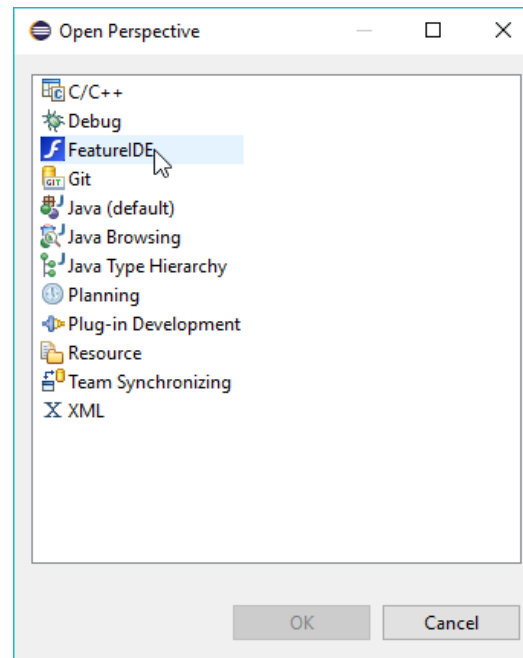 Open Perspective
C/C++
Debug
FeatureIDE
GIT Git
Java (default)
Java Browsing
Java Type Hierarchy
Planning
Plug-in Development
Resource
Team Synchronizing
X XML
OK
Cancel